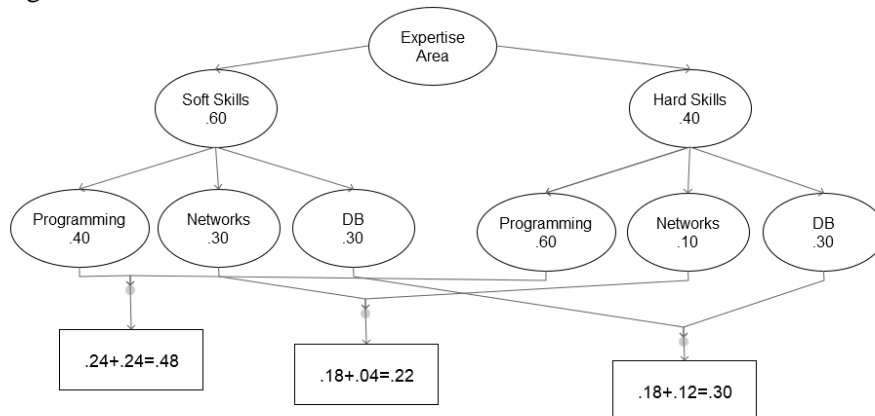 Expertise
Area
Soft Skills
.60
Hard Skills
.40
Programming
.40
Networks
.30
DB
.30
Programming
.60
Networks
.10
DB
.30
.24+.24=.48
.18+.04=.22
.18+.12=.30